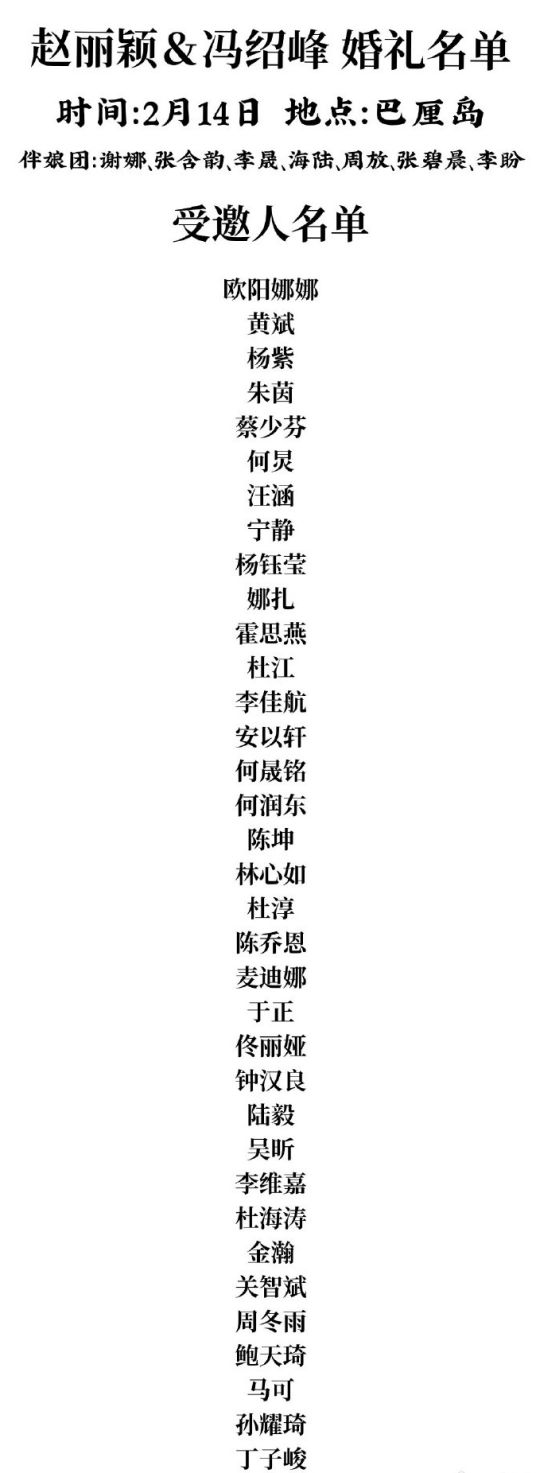 赵丽颖&冯绍峰 婚礼名单
时间:2月14日 地点:巴厘岛
伴娘团:谢娜、张含韵、李晟、海陆、周放、张碧晨、李盼
受邀人名单
欧阳娜娜
黄斌
杨紫
朱茵
蔡少芬
何炅
汪涵
宁静
杨钰莹
娜扎
霍思燕
杜江
李佳航
安以轩
何晟铭
何润东
陈坤
林心如
杜淳
陈乔恩
麦迪娜
于正
佟丽娅
钟汉良
陆毅
吴昕
李维嘉
杜海涛
金瀚
关智斌
周冬雨
鲍天琦
马可
孙耀琦
丁子峻